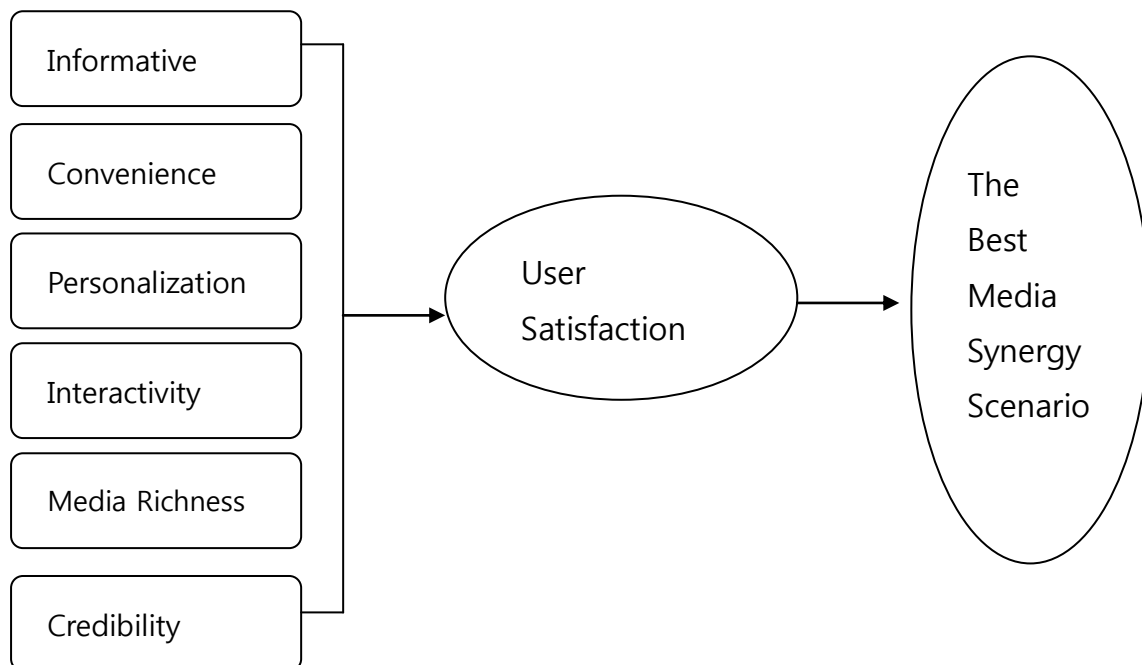 Informative
Convenience
Personalization
Interactivity
Media Richness
Credibility
User
Satisfaction
The
Best
Media
Synergy
Scenario